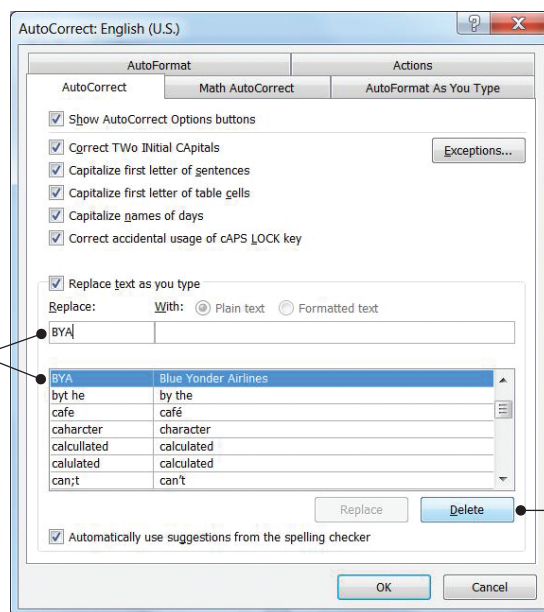 AutoCorrect: English (U.S.)
AutoFormat Actions
AutoCorrect Math AutoCorrect AutoFormat As You Type
Show AutoCorrect Options buttons
Correct TWo INitial CApitals Exceptions...
Capitalize first letter of sentences
Capitalize first letter of table cells
Capitalize names of days
Correct accidental usage of cAPS LOCK key
Replace text as you type
Replace: With: Plain text Formatted text
BYA
BYA Blue Yonder Airlines
byt he by the
cafe café
caharcter character
calcullated calculated
calulated calculated
can;t can't
Replace Delete
Automatically use suggestions from the spelling checker
OK Cancel